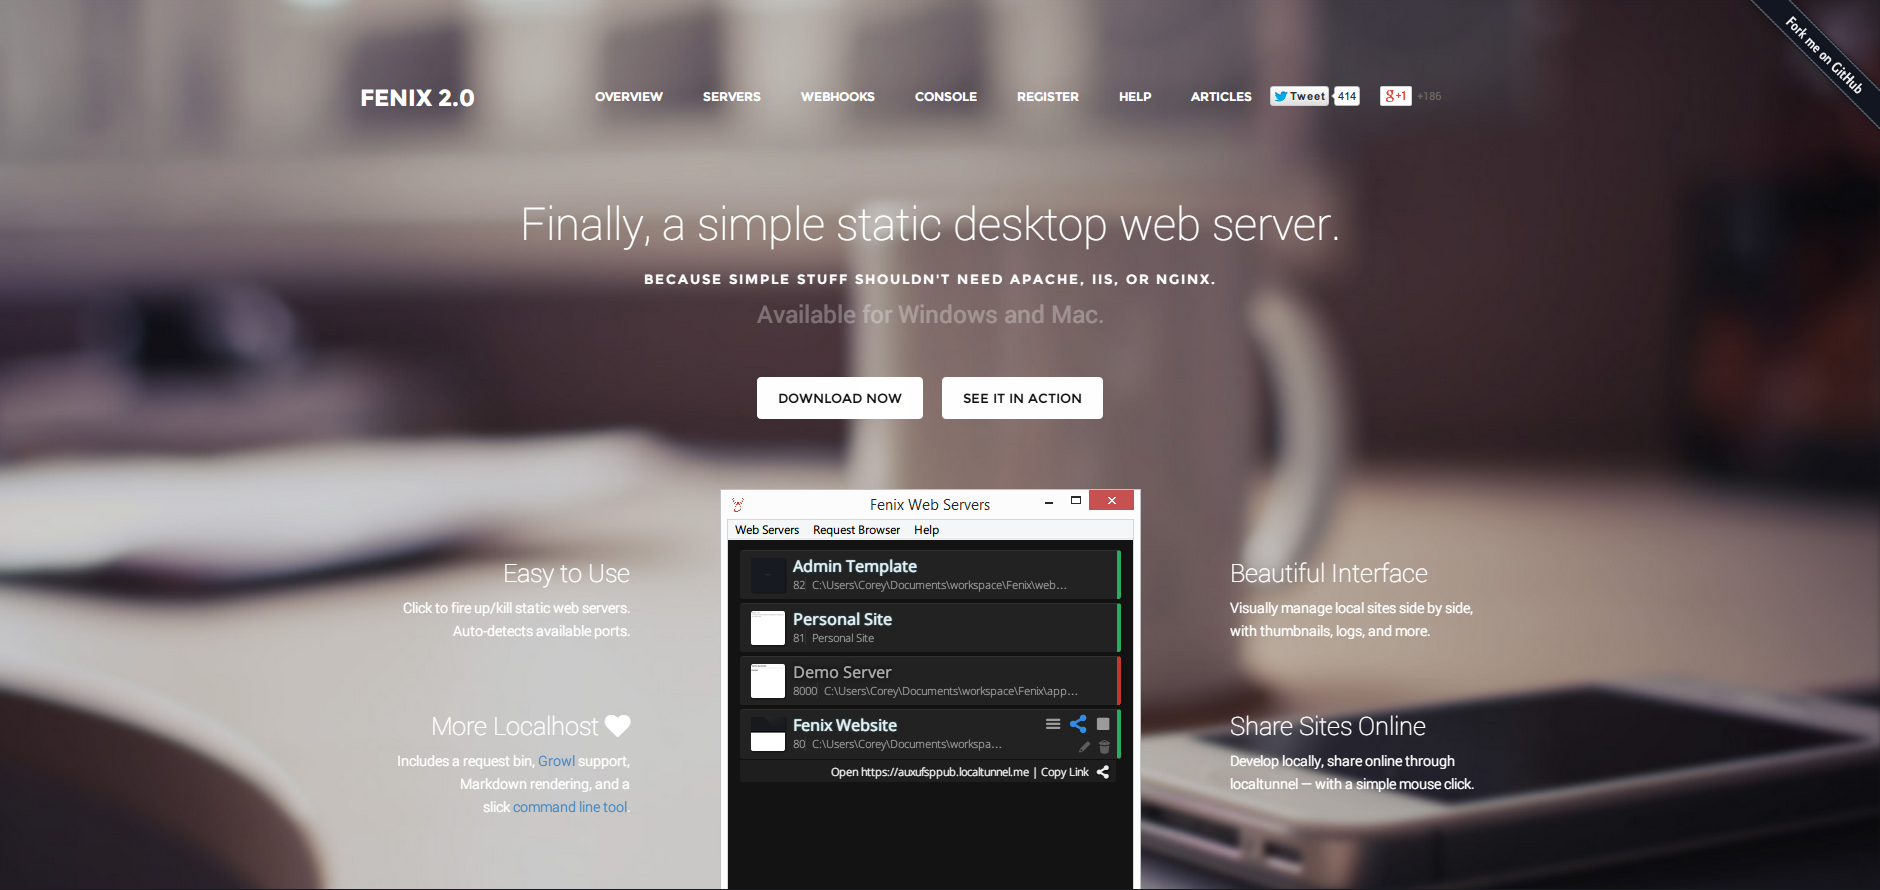 Fork me on GitHub
FENIX 2.0
OVERVIEW
SERVERS
WEBHOOKS
CONSOLE
REGISTER
HELP
ARTICLES
Tweet
414
g+1
+186
Finally, a simple static desktop web server.
BECAUSE SIMPLE STUFF SHOULDN'T NEED APACHE, IIS, OR NGINX.
Available for Windows and Mac.
DOWNLOAD NOW
SEE IT IN ACTION
Easy to Use
Click to fire up/kill static web servers.
Auto-detects available ports.
More Localhost
Includes a request bin, Growl support,
Markdown rendering, and a
slick command line tool.
Fenix Web Servers
Web Servers Request Browser Help
Admin Template
82 C:\Users\Corey\Documents\workspace\Fenix\web...
Personal Site
81 Personal Site
Demo Server
8000 C:\Users\Corey\Documents\workspace\Fenix\app...
Fenix Website
80 C:\Users\Corey\Documents\workspa...
Open https://auxufsppub.localtunnel.me | Copy Link
Beautiful Interface
Visually manage local sites side by side,
with thumbnails, logs, and more.
Share Sites Online
Develop locally, share online through
localtunnel — with a simple mouse click.